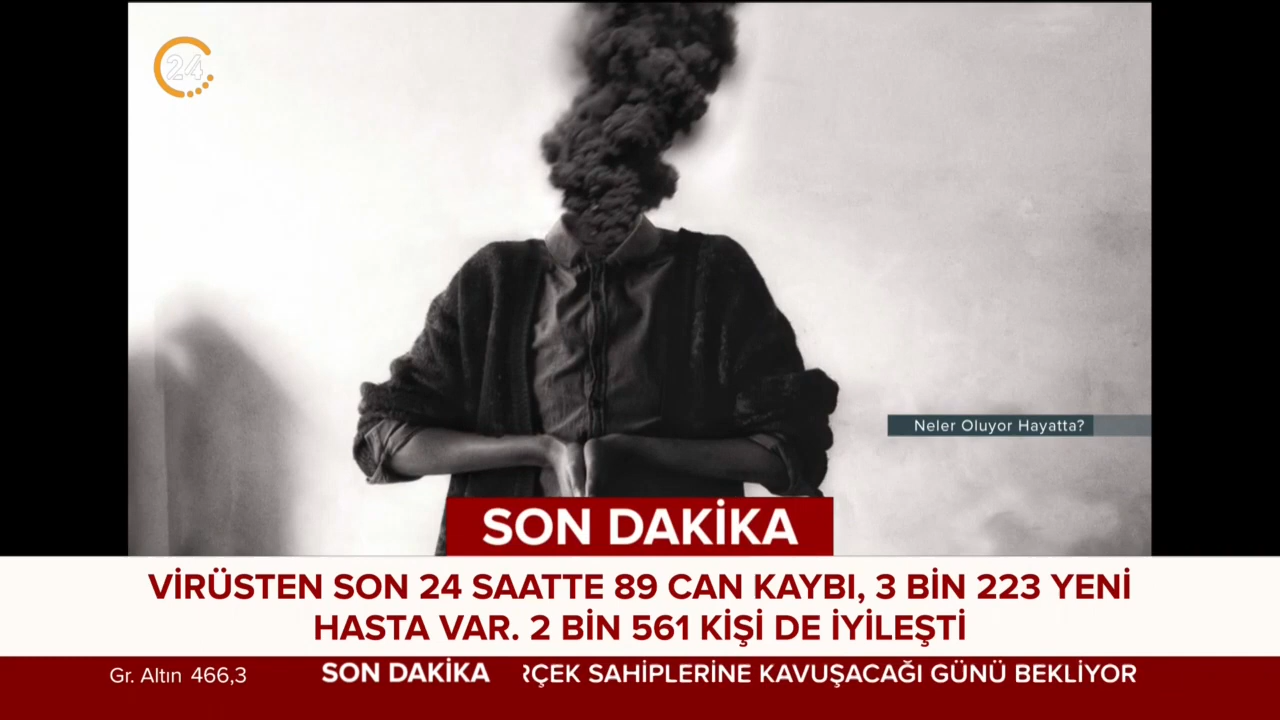 24
Neler Oluyor Hayatta?
SON DAKİKA
VİRÜSTEN SON 24 SAATTE 89 CAN KAYBI, 3 BİN 223 YENİ
HASTA VAR. 2 BİN 561 KİŞİ DE İYİLEŞTİ
Gr. Altın 466,3 SON DAKİKA SAHİPLERİNE KAVUŞACAĞI GÜNÜ BEKLİYOR